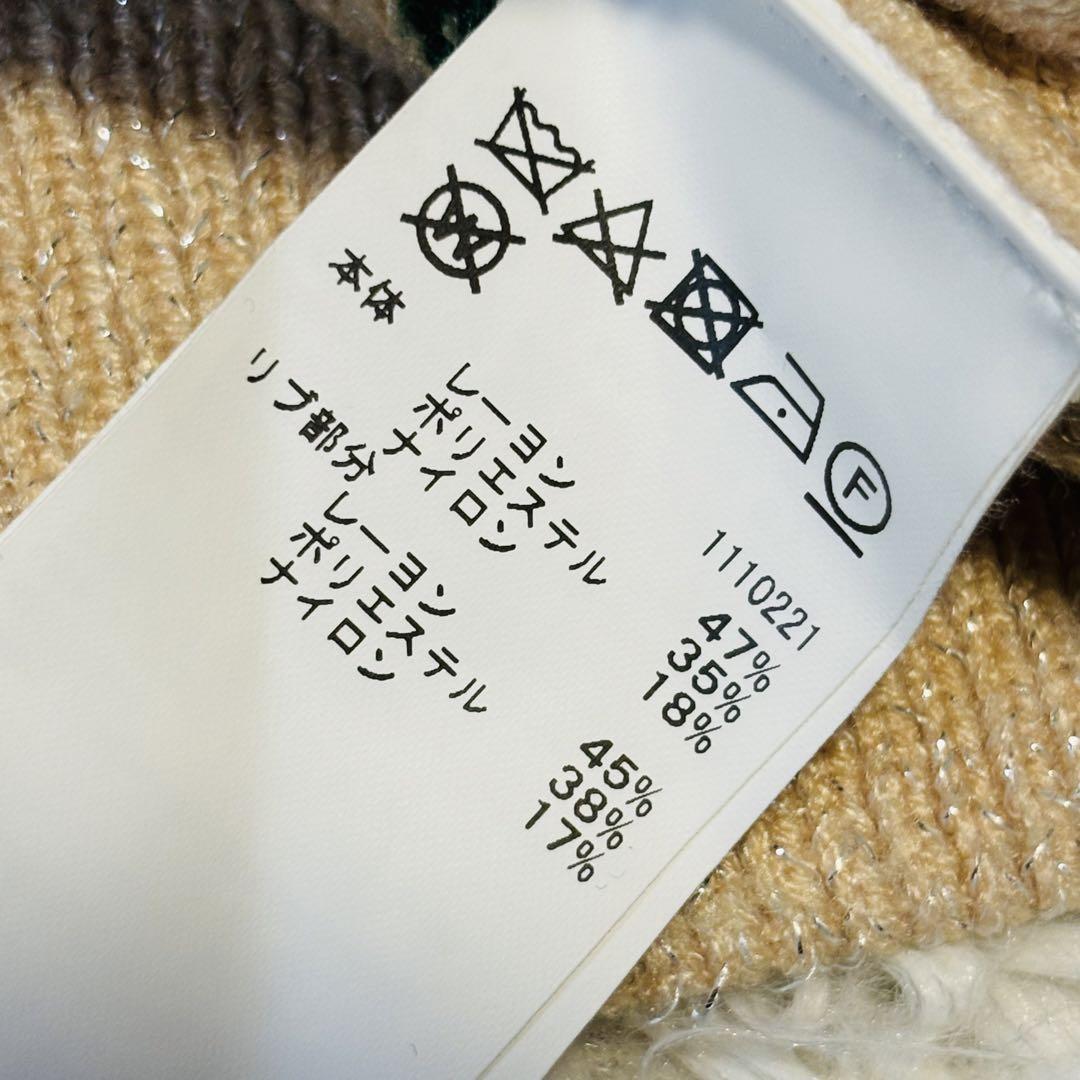 F
W
1110221
本体
レーヨン 47%
ポリエステル 35%
ナイロン 18%
リブ部分
レーヨン 45%
ポリエステル 38%
ナイロン 17%